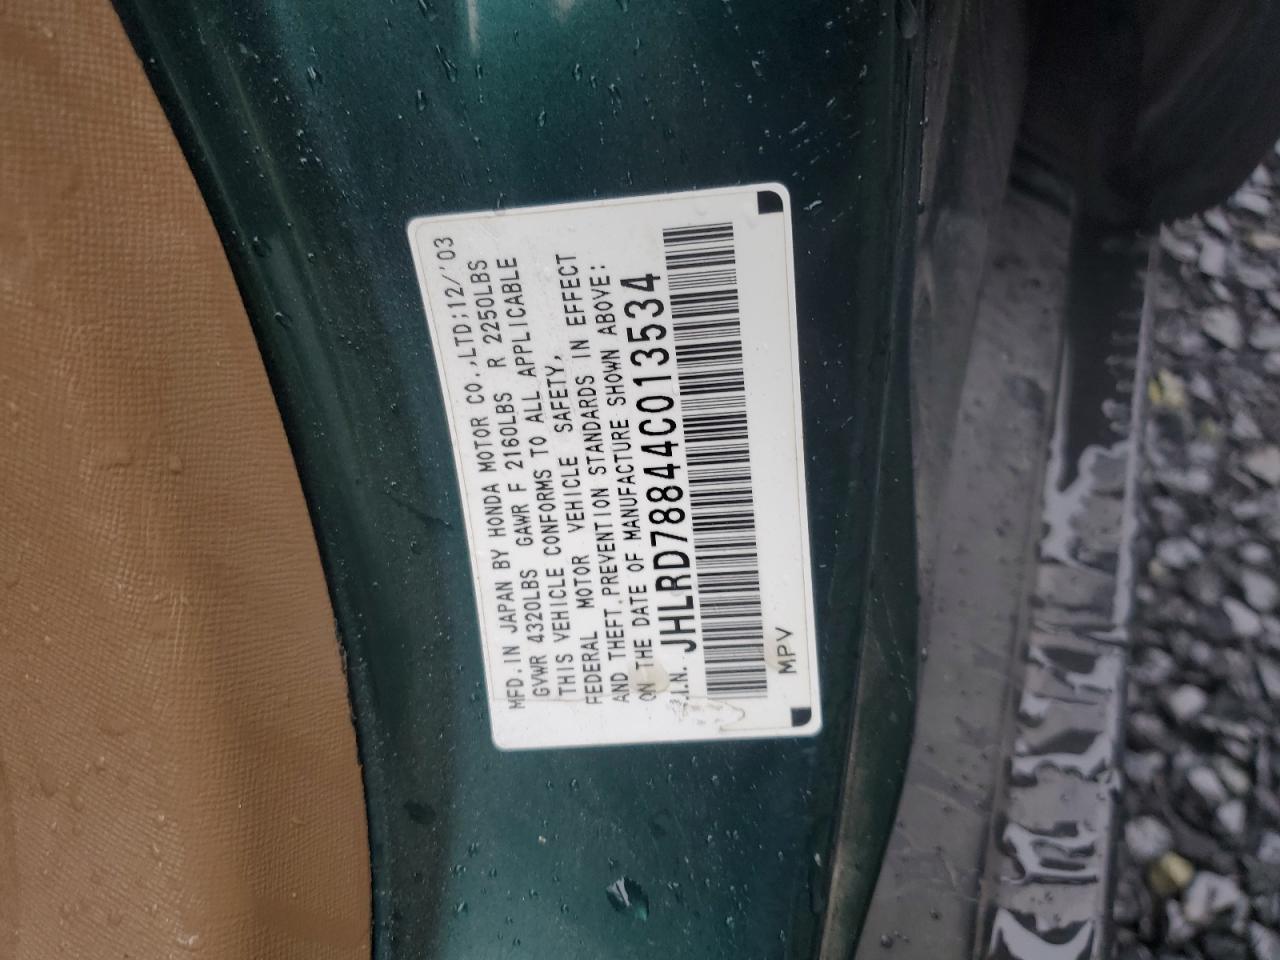 MFD.IN JAPAN BY HONDA MOTOR CO.,LTD;12/'03
GVWR 4320LBS GAWR F 2160LBS R 2250LBS
THIS VEHICLE CONFORMS TO ALL APPLICABLE
FEDERAL MOTOR VEHICLE SAFETY,
AND THEFT.PREVENTION STANDARDS IN EFFECT
ON THE DATE OF MANUFACTURE SHOWN ABOVE:
.I.N. JHLRD78844C013534
MPV